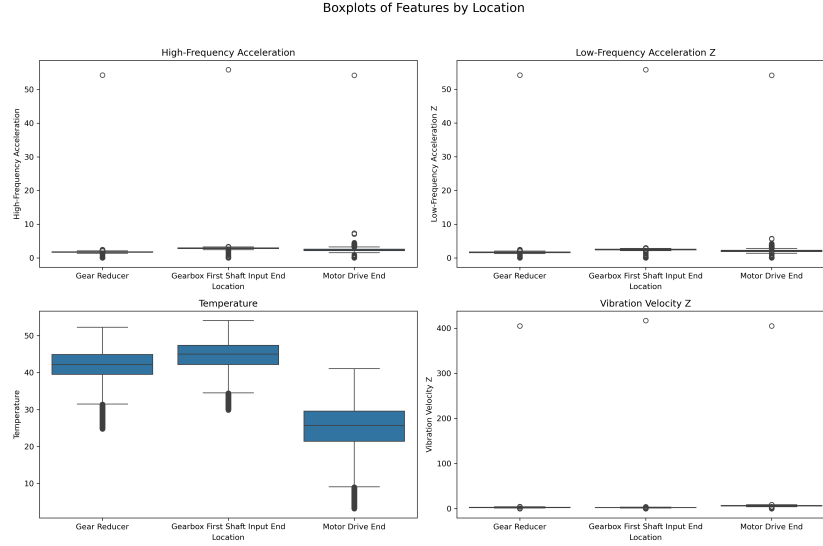 Boxplots of Features by Location
High-Frequency Acceleration
High-Frequency Acceleration
50
40
30
20
10
0
Gear Reducer
Gearbox First Shaft Input End
Motor Drive End
Location
Low-Frequency Acceleration Z
Low-Frequency Acceleration Z
50
40
30
20
10
0
Gear Reducer
Gearbox First Shaft Input End
Motor Drive End
Location
Temperature
Temperature
50
40
30
20
10
Gear Reducer
Gearbox First Shaft Input End
Motor Drive End
Location
Vibration Velocity Z
Vibration Velocity Z
400
300
200
100
0
Gear Reducer
Gearbox First Shaft Input End
Motor Drive End
Location